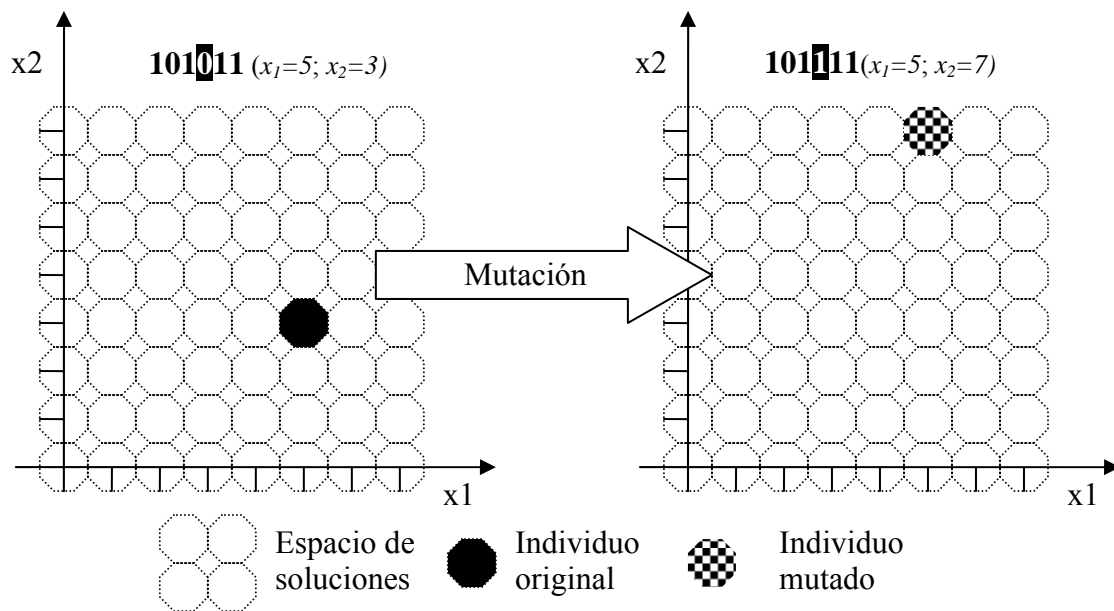 x2
101011 (x1=5; x2=3)
x1
Mutación
x2
101111(x1=5; x2=7)
x1
Espacio de
soluciones
Individuo
original
Individuo
mutado